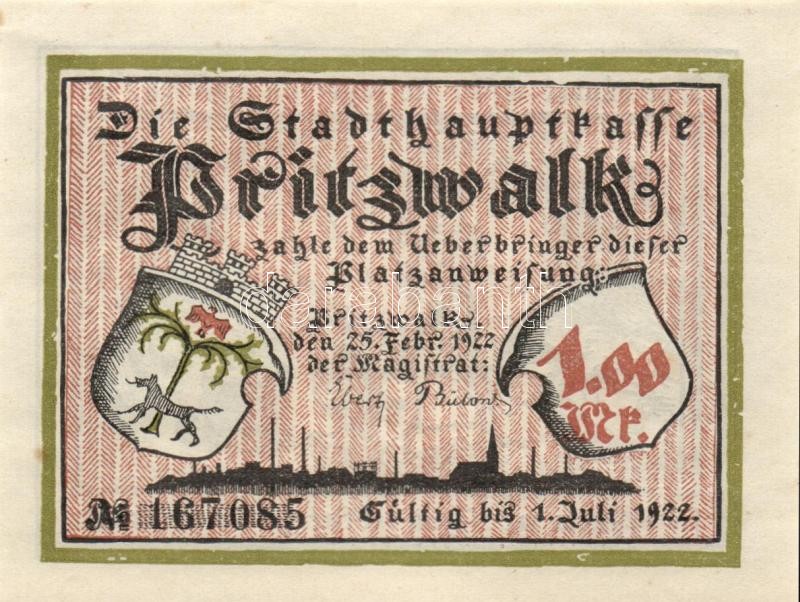 Die Stadthauptkasse
Pritzwalk
zahle dem Ueberbringer dieser
Platzanweisung:
Pritzwalk,
den 25. Febr. 1922
der Magistrat:
1.00
Mk.
№ 167085
Gültig bis 1. Juli 1922.
darabanth